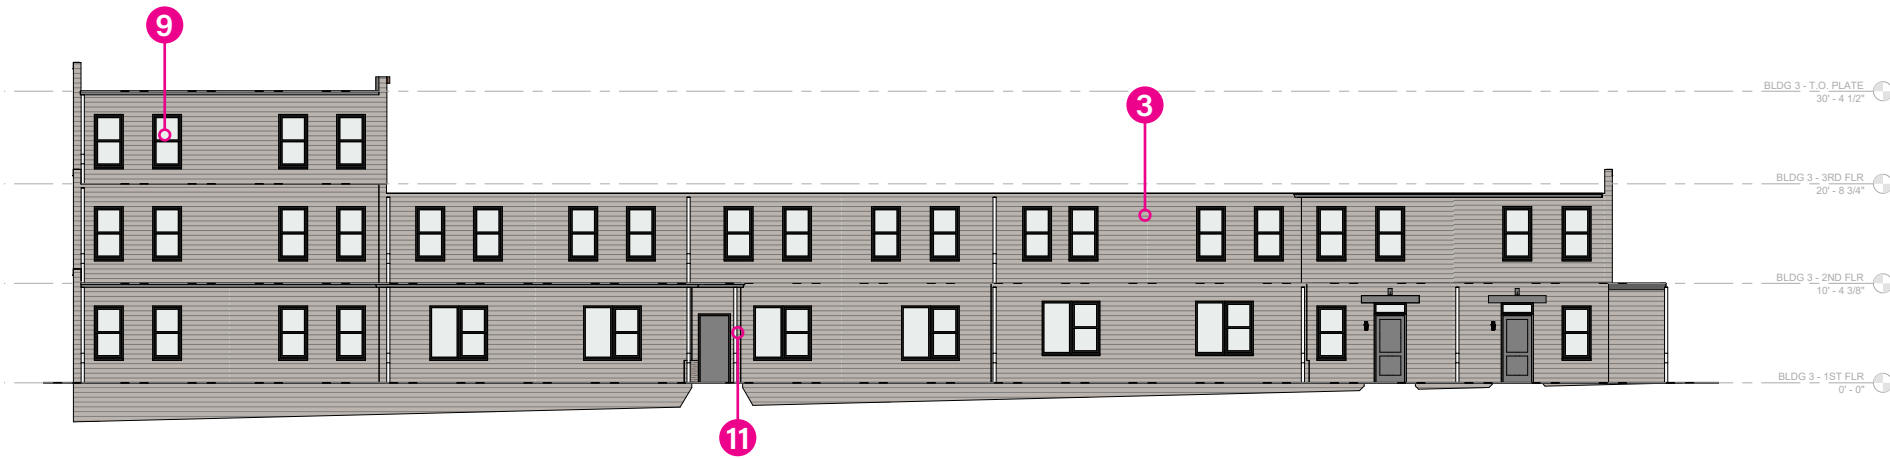 9
3
BLDG 3 - T.O. PLATE
30' - 4 1/2"
BLDG 3 - 3RD FLR
20' - 8 3/4"
BLDG 3 - 2ND FLR
10' - 4 3/8"
BLDG 3 - 1ST FLR
0' - 0"
11